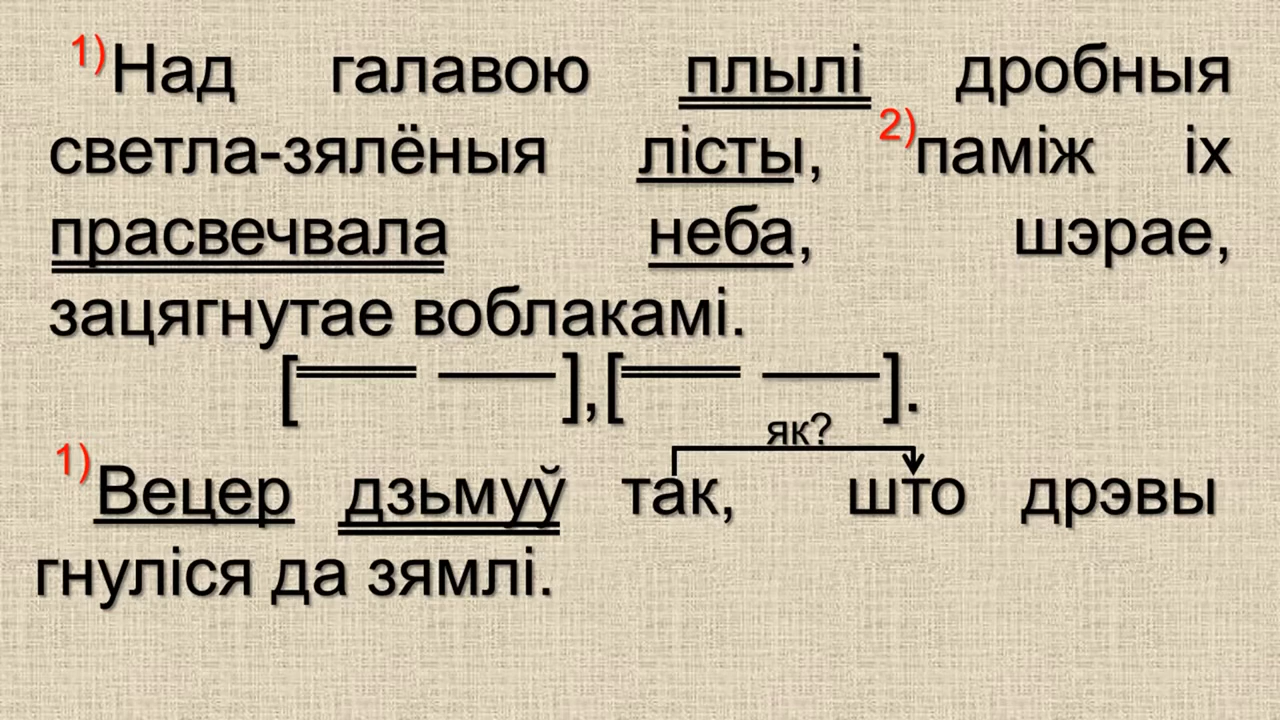 1)Над галавою плылі дробныя
светла-зялёныя лісты, 2)паміж іх
прасвечвала неба, шэрае,
зацягнутае воблакамі.
[ ],[ ].
як?
1)Вецер дзьмуў так, што дрэвы
гнуліся да зямлі.